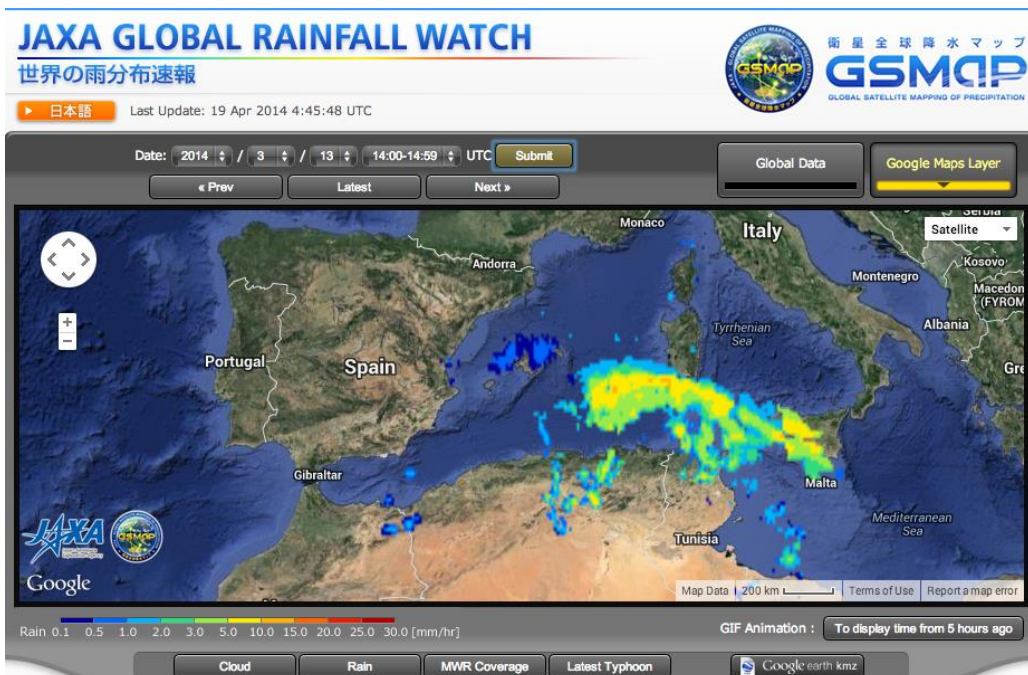 JAXA GLOBAL RAINFALL WATCH
世界の雨分布速報
衛星全球降水マップ
GSMaP
GLOBAL SATELLITE MAPPING OF PRECIPITATION
日本語 Last Update: 19 Apr 2014 4:45:48 UTC
Date: 2014 / 3 / 13 14:00-14:59 UTC Submit
« Prev Latest Next »
Global Data Google Maps Layer
Monaco Italy Serbia
Satellite
Andorra Montenegro Kosovo
Macedon
(FYROM
Tyrrhenian
Sea
Albania
Portugal Spain Gre
Gibraltar Malta
Mediterranean
Sea
Tunisia
JAXA GSMaP
Google
Map Data 200 km Terms of Use Report a map error
Rain 0.1 0.5 1.0 2.0 3.0 5.0 10.0 15.0 20.0 25.0 30.0 [mm/hr]
GIF Animation : To display time from 5 hours ago
Cloud Rain MWR Coverage Latest Typhoon Google earth kmz